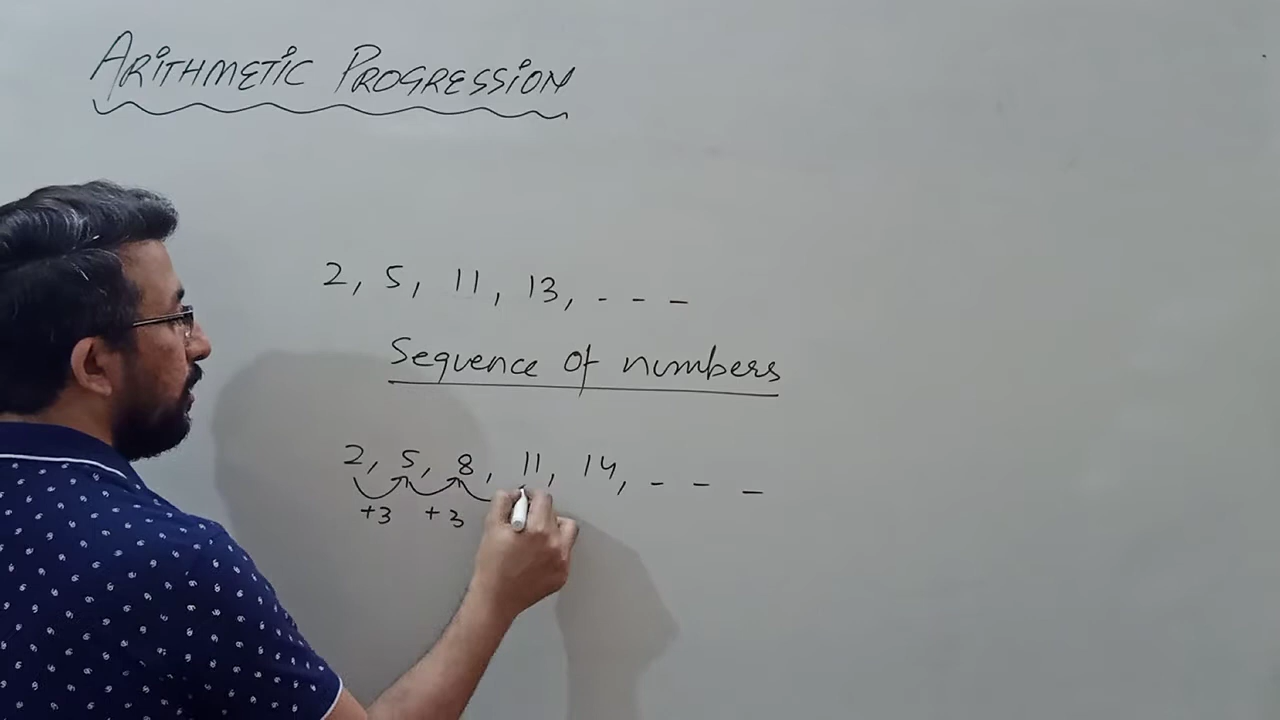 ARITHMETIC PROGRESSION
2, 5, 11, 13, - - -
Sequence Of numbers
2, 5, 8, 11, 14, - - -
+3 +3